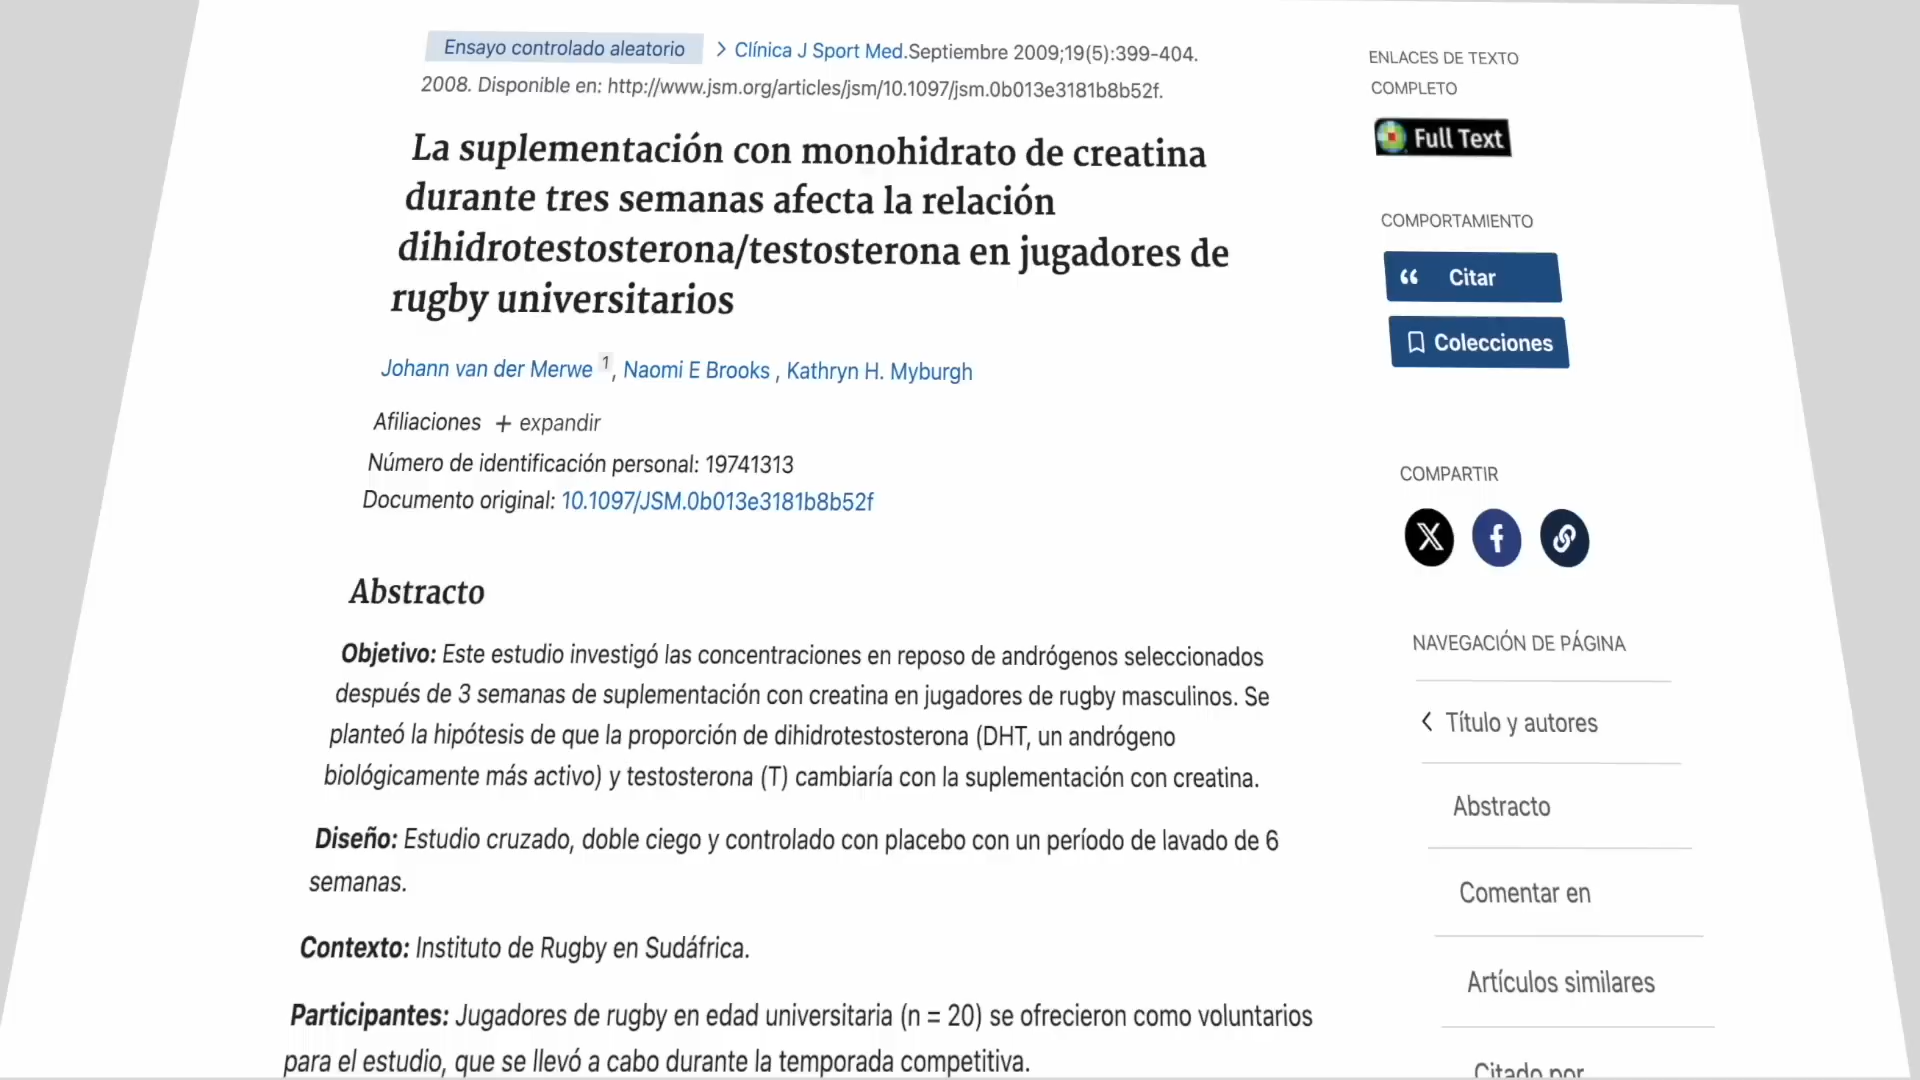 Ensayo controlado aleatorio > Clínica J Sport Med.Septiembre 2009;19(5):399-404.
2008. Disponible en: http://www.jsm.org/articles/jsm/10.1097/jsm.0b013e3181b8b52f.
La suplementación con monohidrato de creatina
durante tres semanas afecta la relación
dihidrotestosterona/testosterona en jugadores de
rugby universitarios
Johann van der Merwe 1, Naomi E Brooks , Kathryn H. Myburgh
Afiliaciones + expandir
Número de identificación personal: 19741313
Documento original: 10.1097/JSM.0b013e3181b8b52f
Abstracto
Objetivo: Este estudio investigó las concentraciones en reposo de andrógenos seleccionados
después de 3 semanas de suplementación con creatina en jugadores de rugby masculinos. Se
planteó la hipótesis de que la proporción de dihidrotestosterona (DHT, un andrógeno
biológicamente más activo) y testosterona (T) cambiaría con la suplementación con creatina.
Diseño: Estudio cruzado, doble ciego y controlado con placebo con un período de lavado de 6
semanas.
Contexto: Instituto de Rugby en Sudáfrica.
Participantes: Jugadores de rugby en edad universitaria (n = 20) se ofrecieron como voluntarios
para el estudio, que se llevó a cabo durante la temporada competitiva.
ENLACES DE TEXTO
COMPLETO
Full Text
COMPORTAMIENTO
Citar
Colecciones
COMPARTIR
NAVEGACIÓN DE PÁGINA
< Título y autores
Abstracto
Comentar en
Artículos similares
Citado por